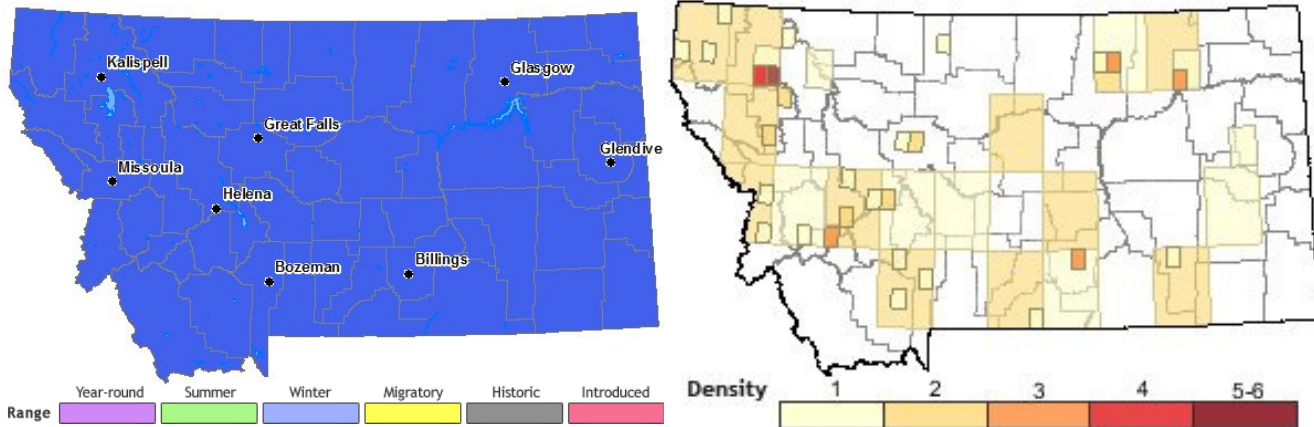 Kalispell
Glasgow
Great Falls
Glendive
Missoula
Helena
Bozeman
Billings
Range Year-round Summer Winter Migratory Historic Introduced
Density 1 2 3 4 5-6